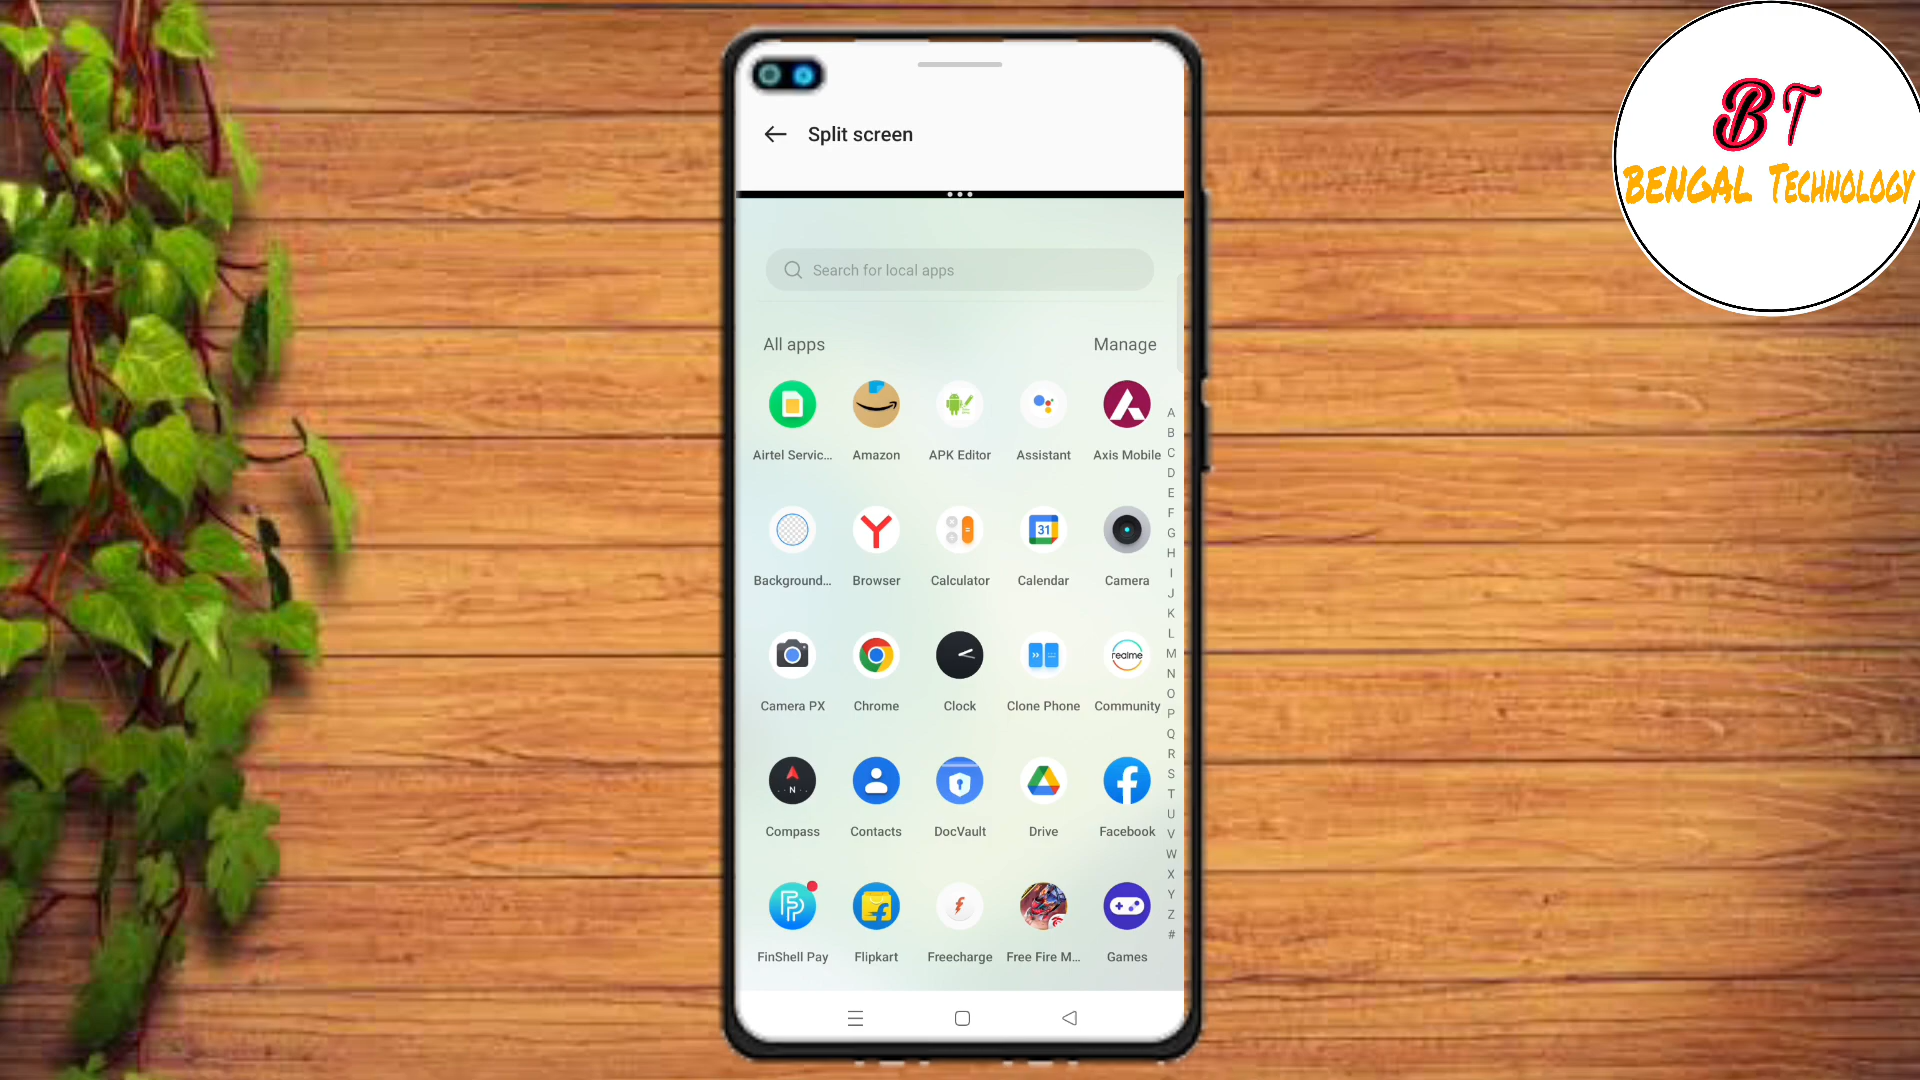 BT
BENGAL TECHNOLOGY
Split screen
Search for local apps
All apps Manage
Airtel Servic... Amazon APK Editor Assistant Axis Mobile
Background... Browser Calculator 31 Calendar Camera
Camera PX Chrome Clock Clone Phone realme Community
N
Compass Contacts DocVault Drive Facebook
FinShell Pay Flipkart Freecharge Free Fire M... Games
A
B
C
D
E
F
G
H
I
J
K
L
M
N
O
P
Q
R
S
T
U
V
W
X
Y
Z
#